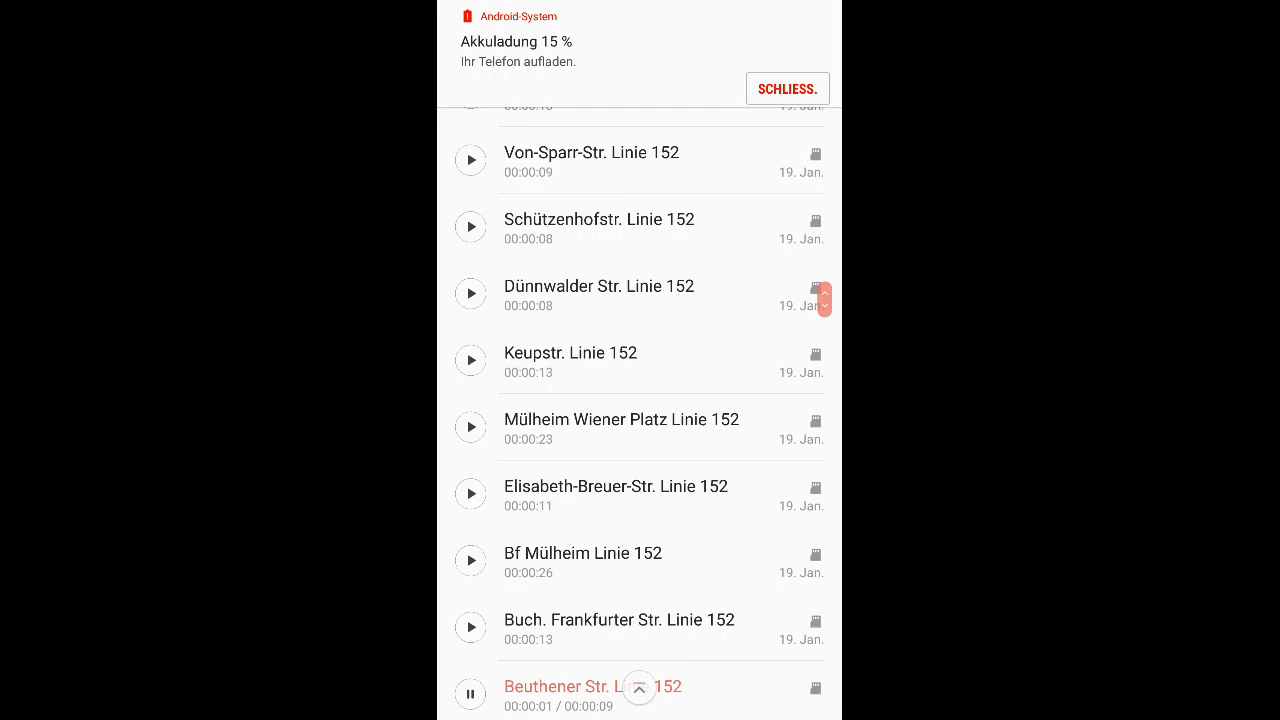 Android-System
Akkuladung 15 %
Ihr Telefon aufladen.
SCHLIESS.
Von-Sparr-Str. Linie 152
00:00:09 19. Jan.
Schützenhofstr. Linie 152
00:00:08 19. Jan.
Dünnwalder Str. Linie 152
00:00:08 19. Jan
Keupstr. Linie 152
00:00:13 19. Jan.
Mülheim Wiener Platz Linie 152
00:00:23 19. Jan.
Elisabeth-Breuer-Str. Linie 152
00:00:11 19. Jan.
Bf Mülheim Linie 152
00:00:26 19. Jan.
Buch. Frankfurter Str. Linie 152
00:00:13 19. Jan.
Beuthener Str. Linie 152
00:00:01 / 00:00:09